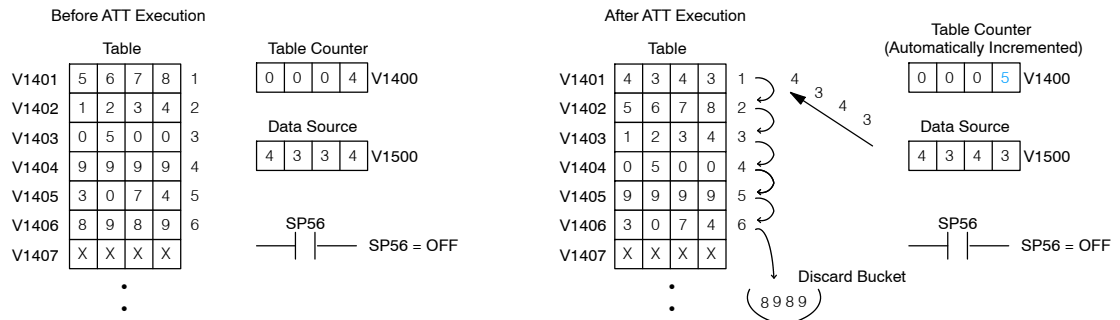 Before ATT Execution
Table
V1401 5 6 7 8 1
V1402 1 2 3 4 2
V1403 0 5 0 0 3
V1404 9 9 9 9 4
V1405 3 0 7 4 5
V1406 8 9 8 9 6
V1407 X X X X
Table Counter
0 0 0 4 V1400
Data Source
4 3 3 4 V1500
SP56
SP56 = OFF
After ATT Execution
Table
V1401 4 3 4 3 1
V1402 5 6 7 8 2
V1403 1 2 3 4 3
V1404 0 5 0 0 4
V1405 9 9 9 9 5
V1406 3 0 7 4 6
V1407 X X X X
4 3 4 3
Discard Bucket
8 9 8 9
Table Counter
(Automatically Incremented)
0 0 0 5 V1400
Data Source
4 3 4 3 V1500
SP56
SP56 = OFF